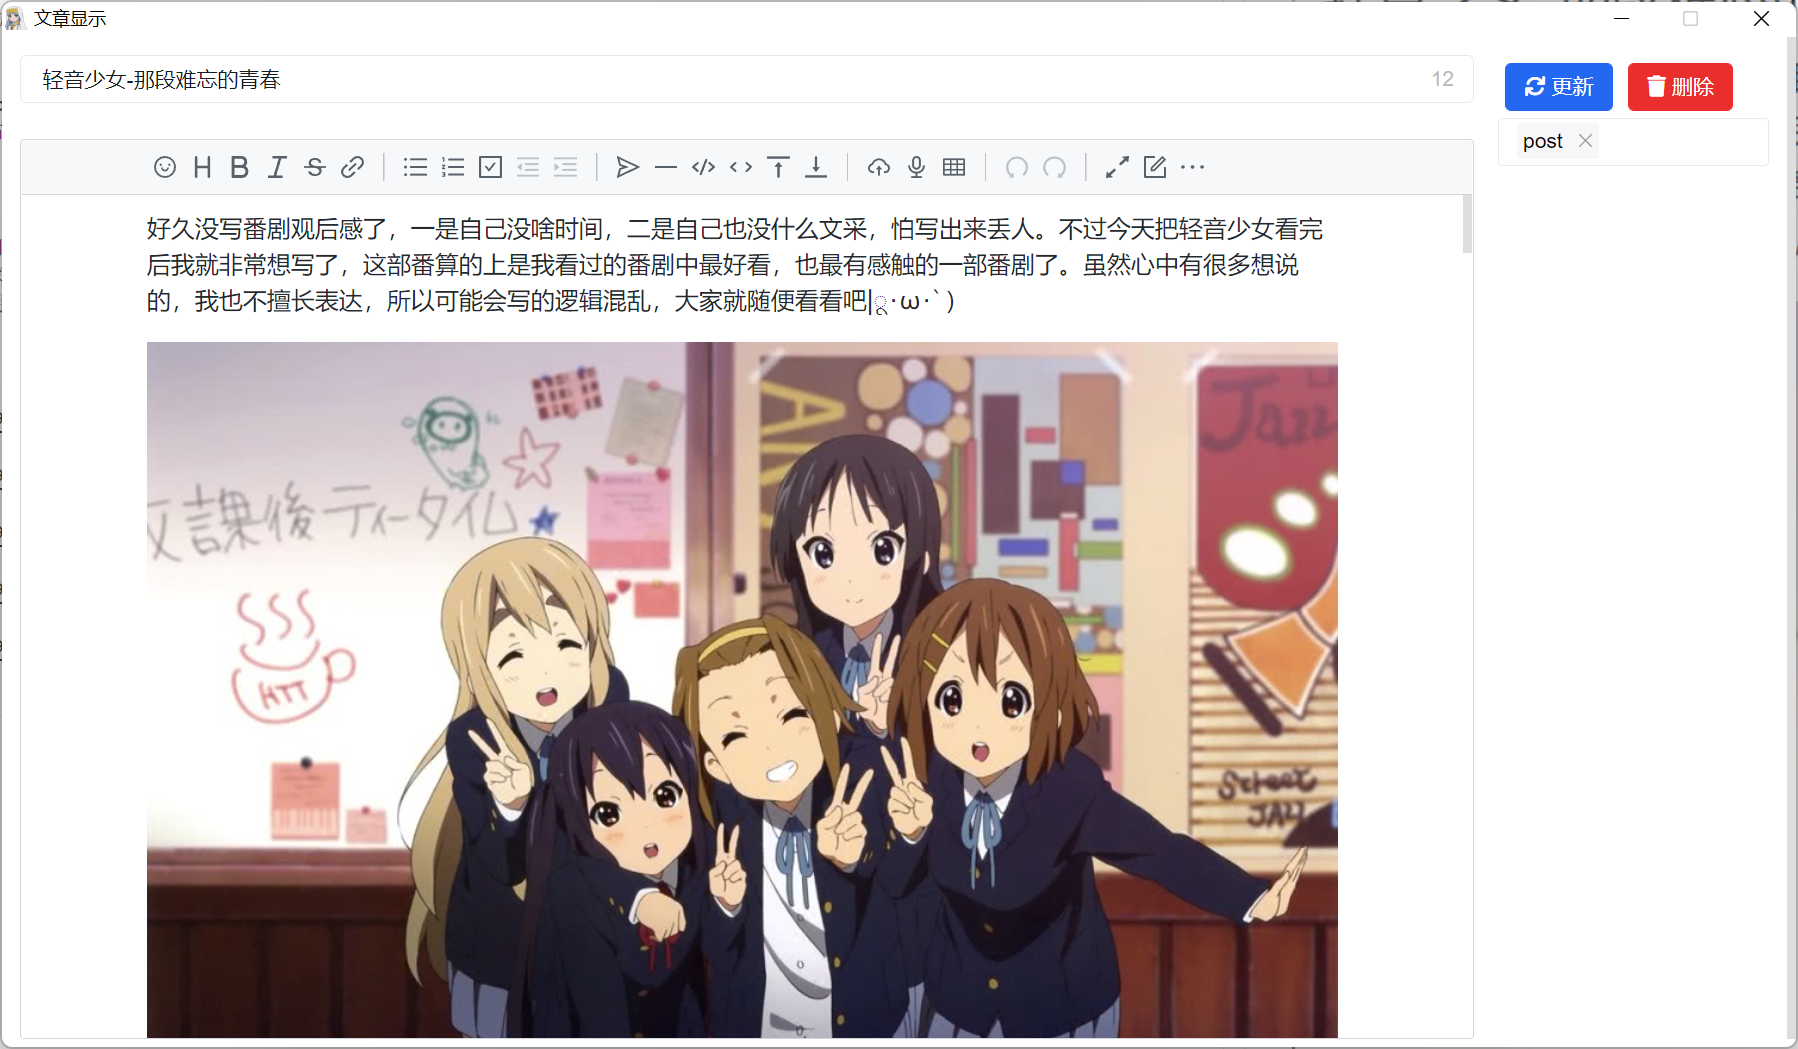 文章显示
轻音少女-那段难忘的青春
12
更新
删除
post
好久没写番剧观后感了，一是自己没啥时间，二是自己也没什么文采，怕写出来丢人。不过今天把轻音少女看完
后我就非常想写了，这部番算的上是我看过的番剧中最好看，也最有感触的一部番剧了。虽然心中有很多想说
的，我也不擅长表达，所以可能会写的逻辑混乱，大家就随便看看吧|ू･ω･` )
Jazz
放課後ティータイム
HTT
Street
JAZZ